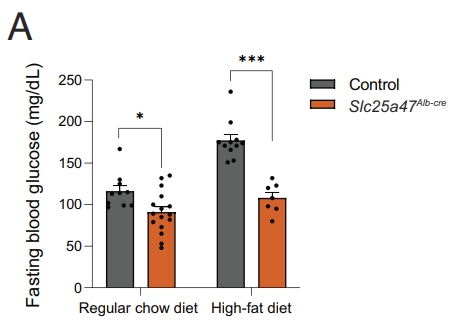 A
***
*
Fasting blood glucose (mg/dL)
250
200
150
100
50
0
Regular chow diet
High-fat diet
Control
Slc25a47Alb-cre